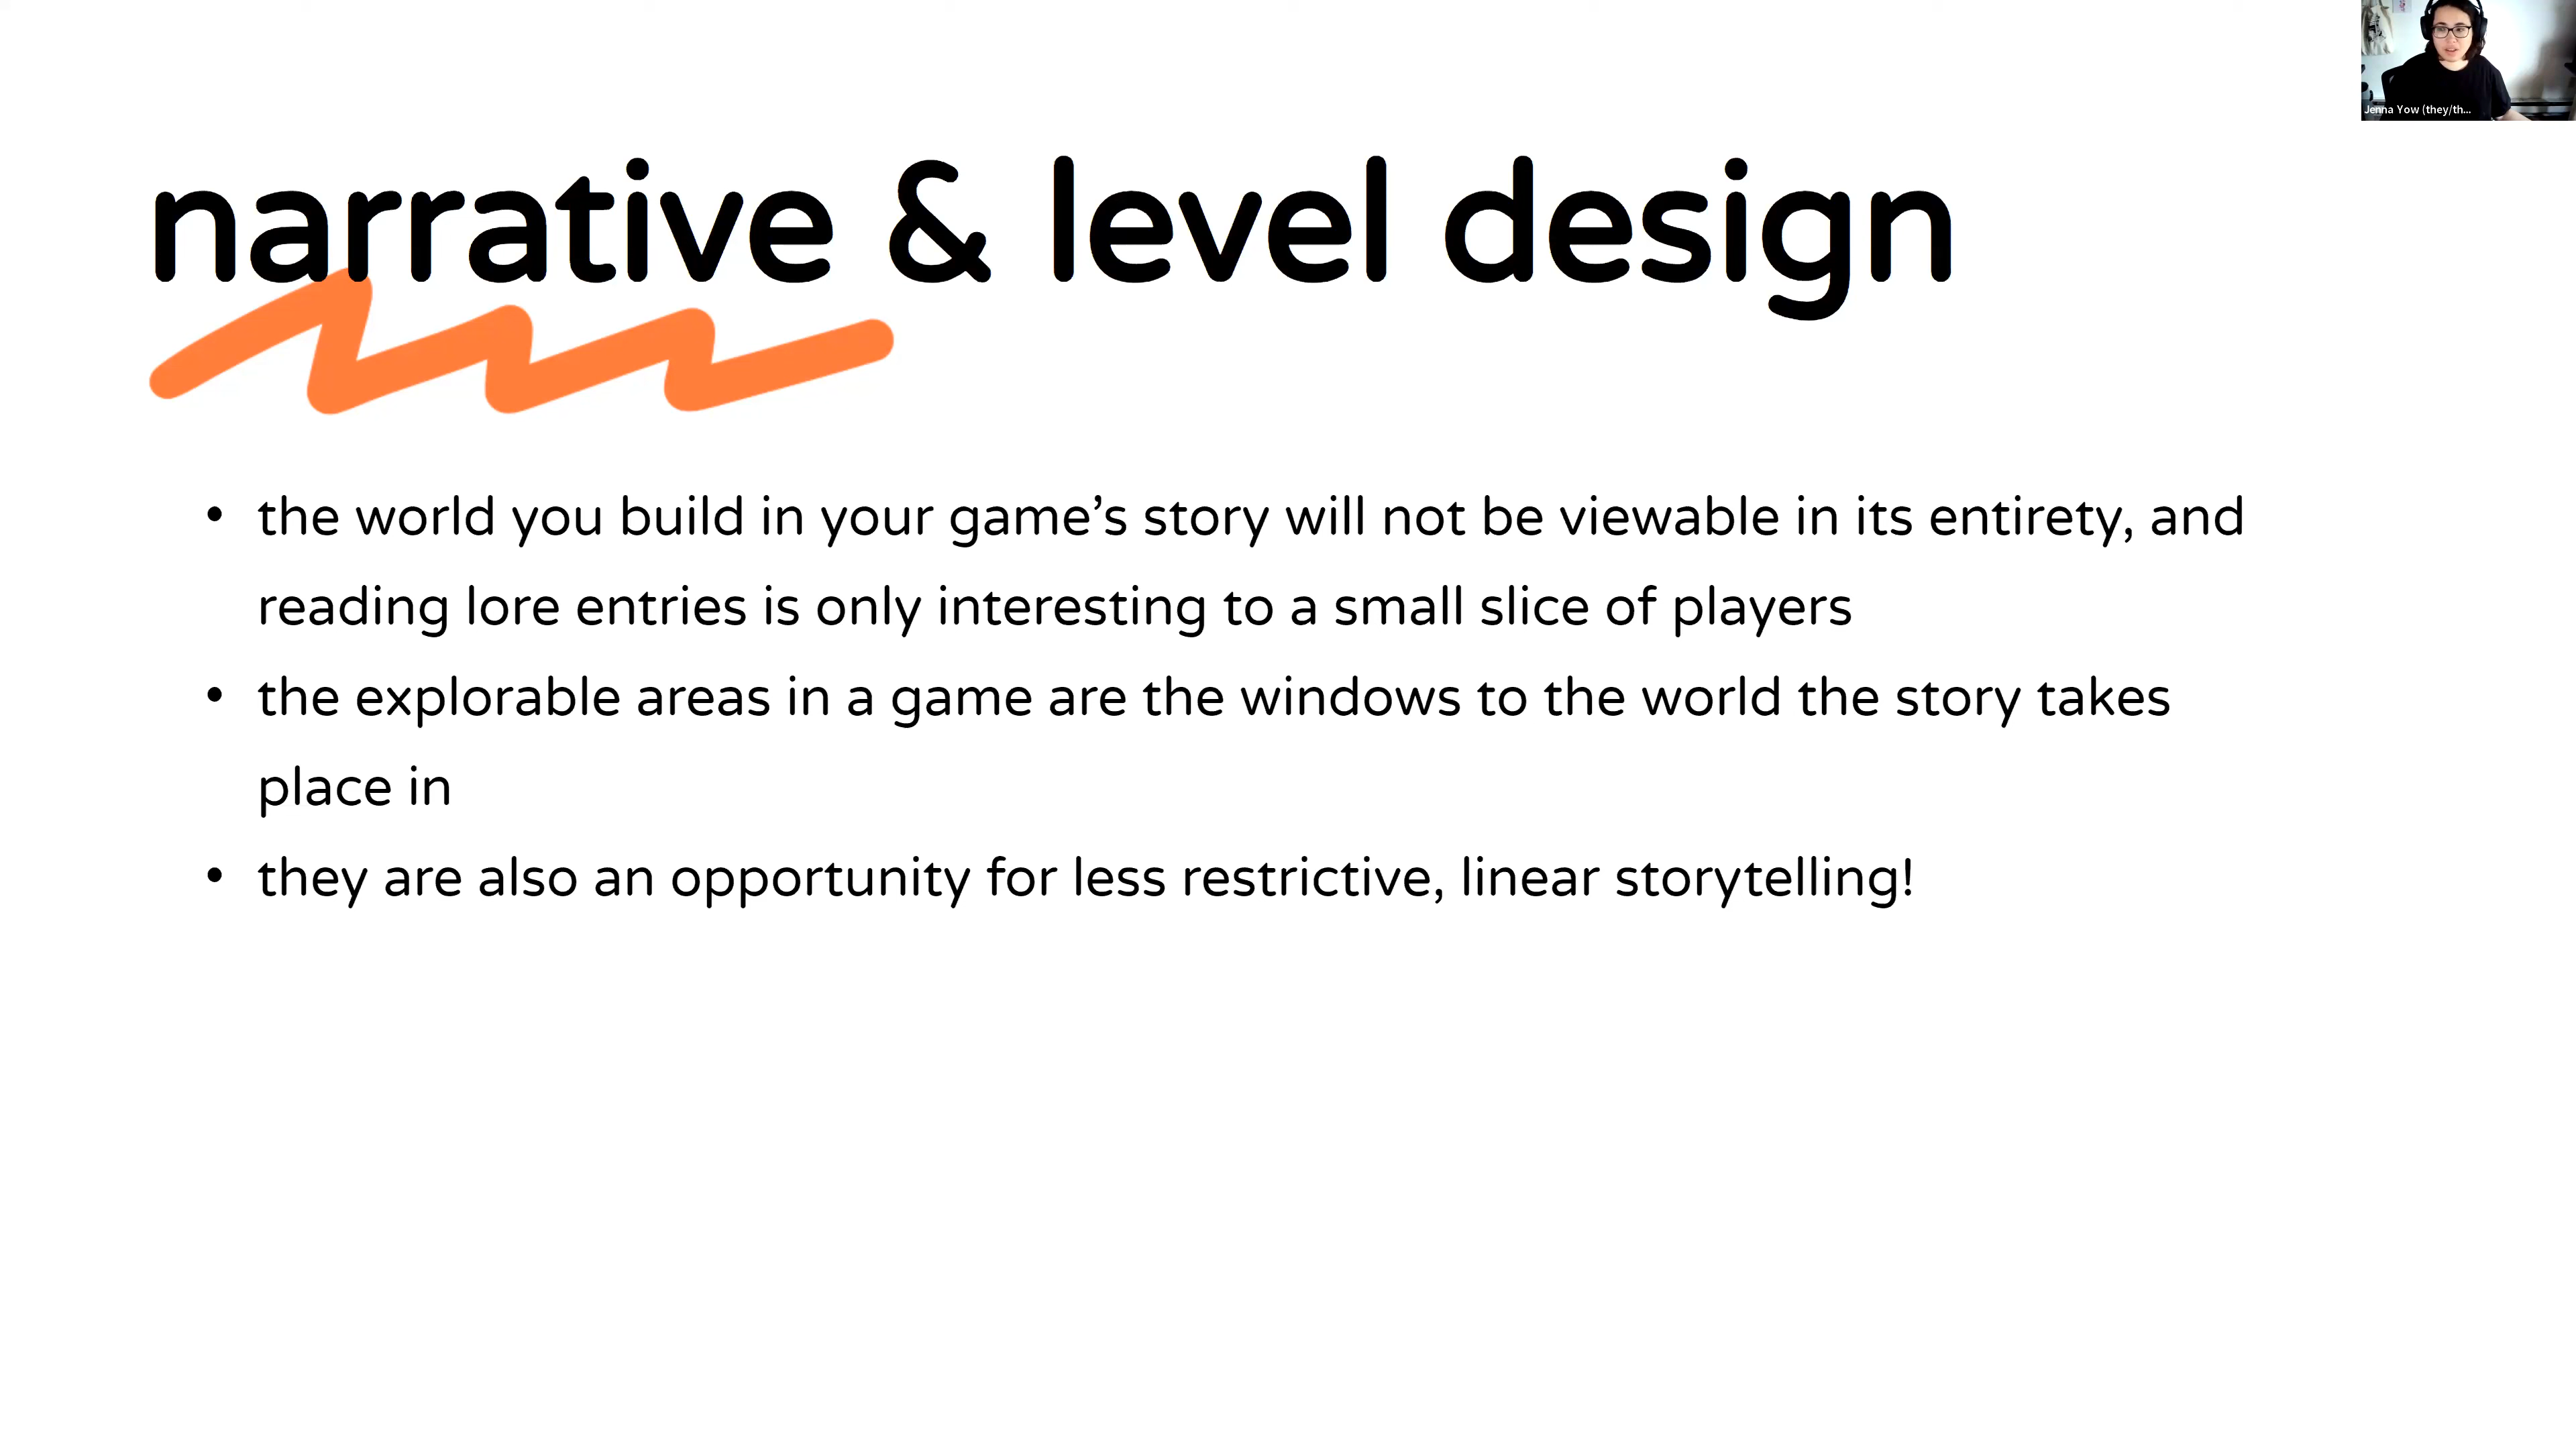 Jenna Yow (they/th...
narrative & level design
• the world you build in your game’s story will not be viewable in its entirety, and
reading lore entries is only interesting to a small slice of players
• the explorable areas in a game are the windows to the world the story takes
place in
• they are also an opportunity for less restrictive, linear storytelling!